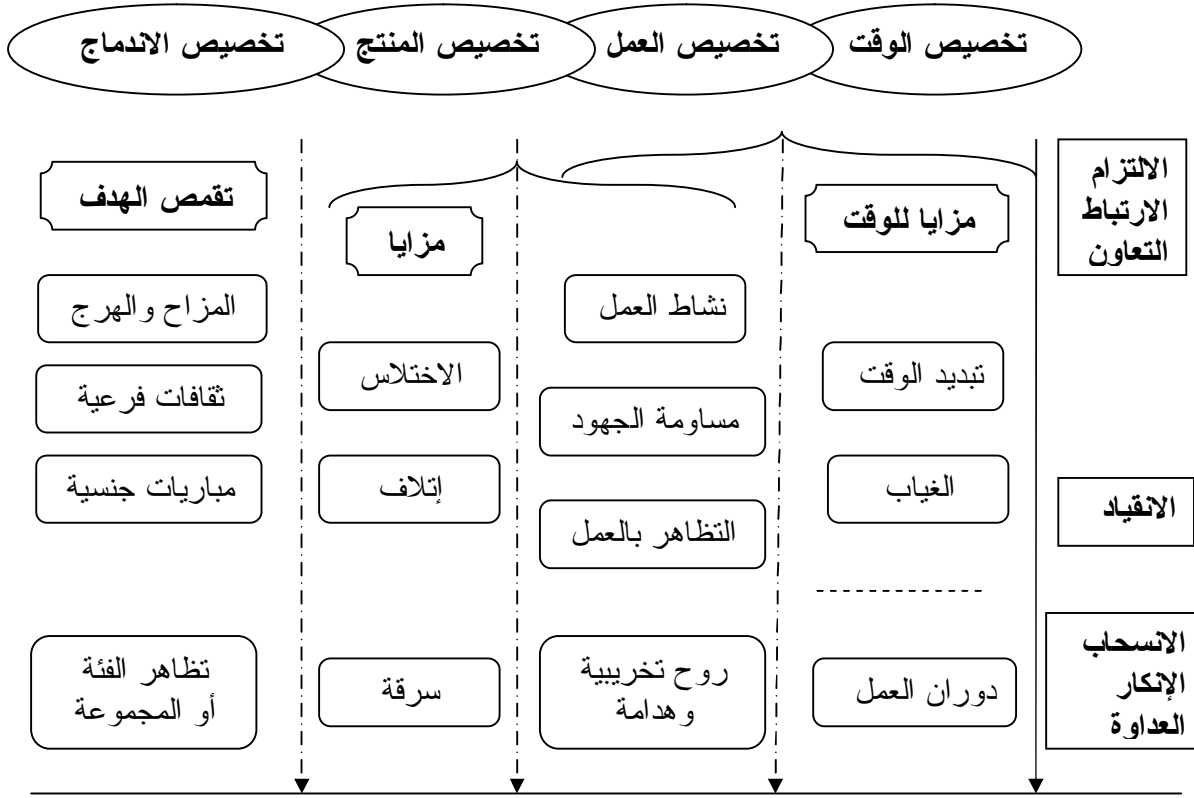 تخصيص الوقت
تخصيص العمل
تخصيص المنتج
تخصيص الاندماج
الالتزام
الارتباط
التعاون
الانقياد
الانسحاب
الإنكار
العداوة
مزايا للوقت
تبديد الوقت
الغياب
دوران العمل
نشاط العمل
مساومة الجهود
التظاهر بالعمل
روح تخريبية
وهدامة
مزايا
الاختلاس
إتلاف
سرقة
تقمص الهدف
المزاح والهرج
ثقافات فرعية
مباريات جنسية
تظاهر الفئة
أو المجموعة